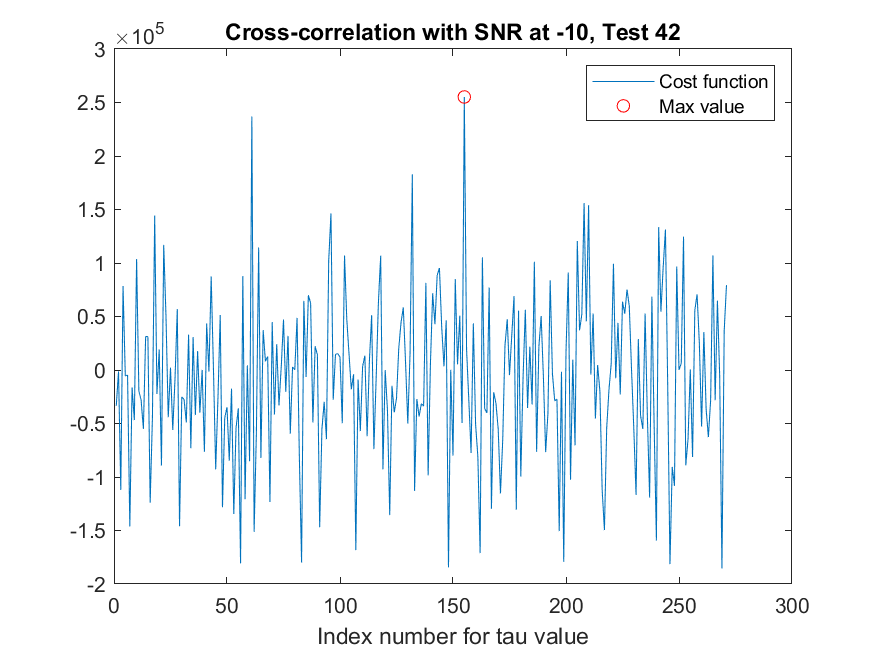 ×10^5
Cross-correlation with SNR at -10, Test 42
3
2.5
2
1.5
1
0.5
0
-0.5
-1
-1.5
-2
Cost function
Max value
0 50 100 150 200 250 300
Index number for tau value